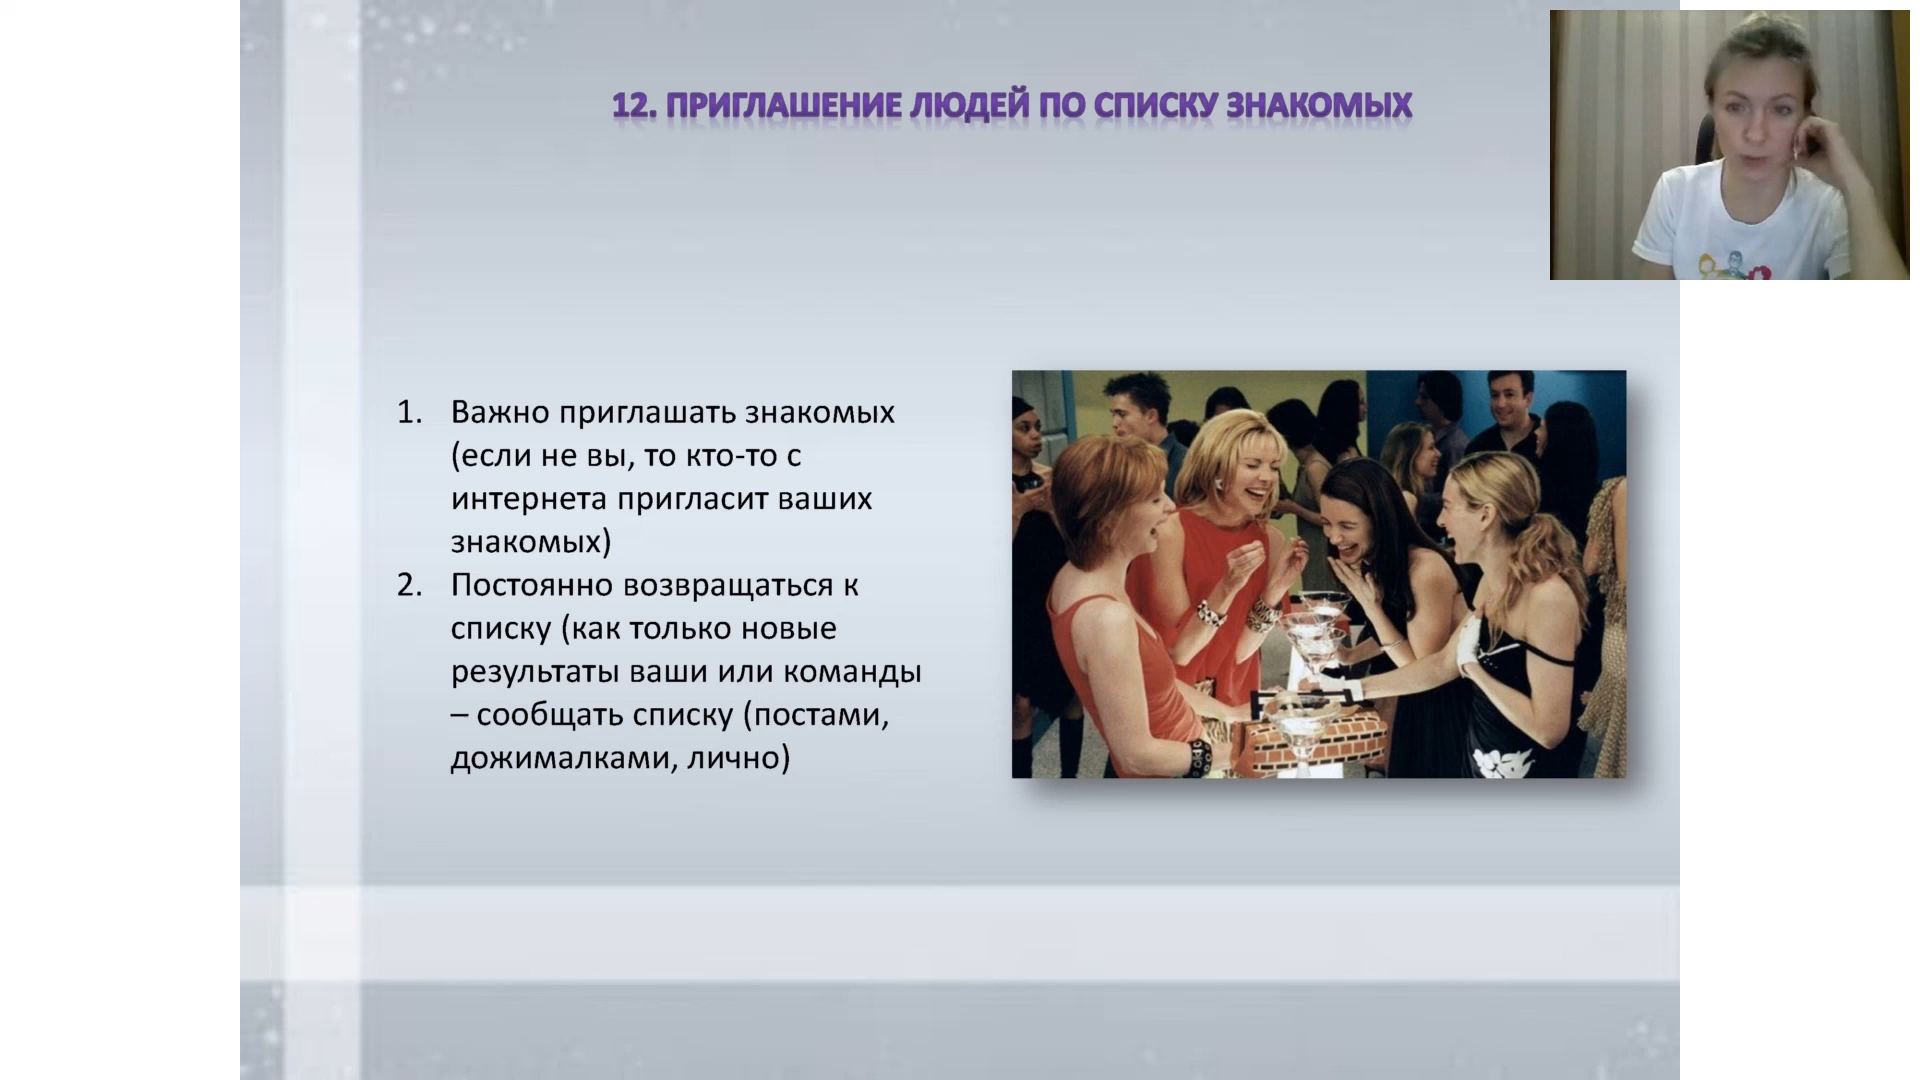 12. ПРИГЛАШЕНИЕ ЛЮДЕЙ ПО СПИСКУ ЗНАКОМЫХ
1. Важно приглашать знакомых
(если не вы, то кто-то с
интернета пригласит ваших
знакомых)
2. Постоянно возвращаться к
списку (как только новые
результаты ваши или команды
– сообщать списку (постами,
дожималками, лично)